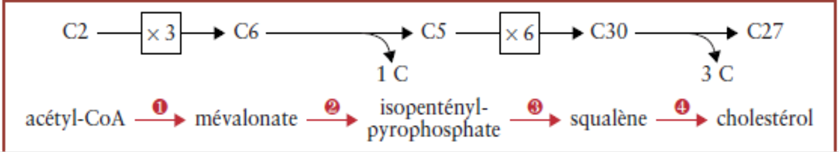 C2 × 3 C6 C5 × 6 C30 C27
1 C 3 C
❶ ❷ isopentényl- ❸ ❹
acétyl-CoA mévalonate pyrophosphate squalène cholestérol